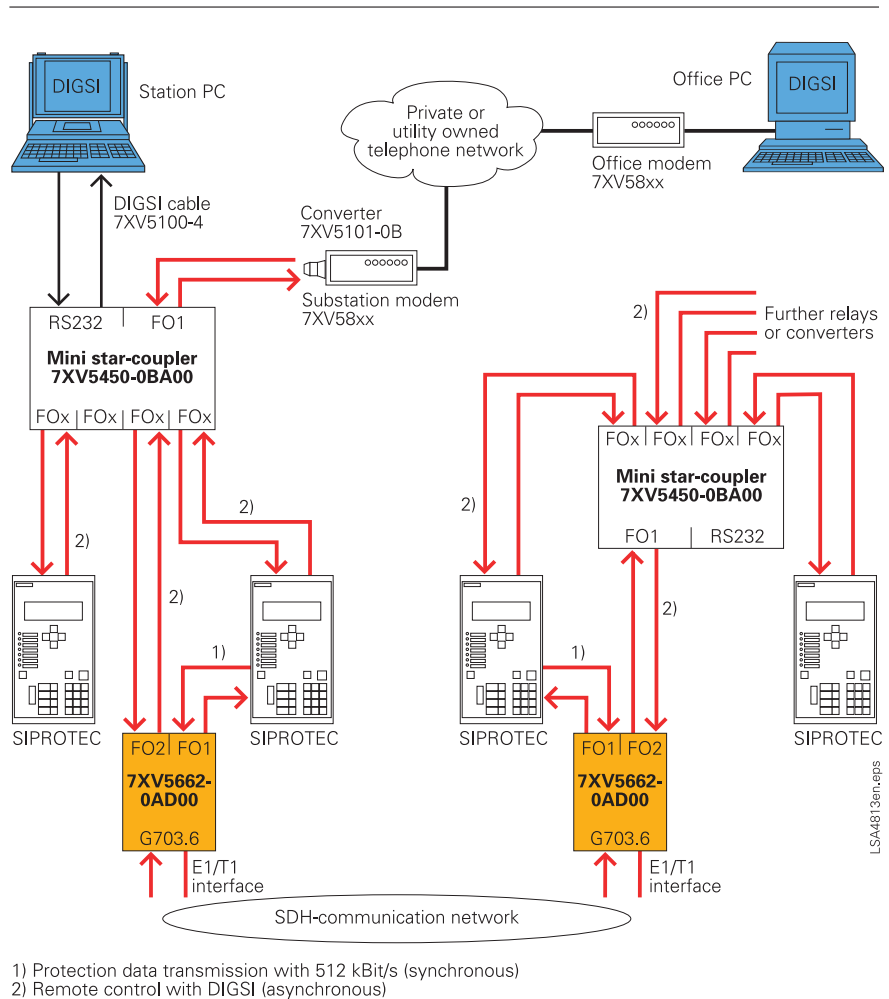 DIGSI
Station PC
Office PC
DIGSI
Private or
utility owned
telephone network
Office modem
7XV58xx
DIGSI cable
7XV5100-4
Converter
7XV5101-0B
Substation modem
7XV58xx
RS232 | FO1
Mini star-coupler
7XV5450-0BA00
FOx | FOx | FOx | FOx
2)
Further relays
or converters
FOx | FOx | FOx | FOx
Mini star-coupler
7XV5450-0BA00
FO1 | RS232
2)
2)
2)
2)
2)
1)
1)
SIPROTEC
SIPROTEC
SIPROTEC
SIPROTEC
FO2 | FO1
7XV5662-
0AD00
G703.6
E1/T1
interface
FO1 | FO2
7XV5662-
0AD00
G703.6
E1/T1
interface
SDH-communication network
LSA4813en.eps
1) Protection data transmission with 512 kBit/s (synchronous)
2) Remote control with DIGSI (asynchronous)